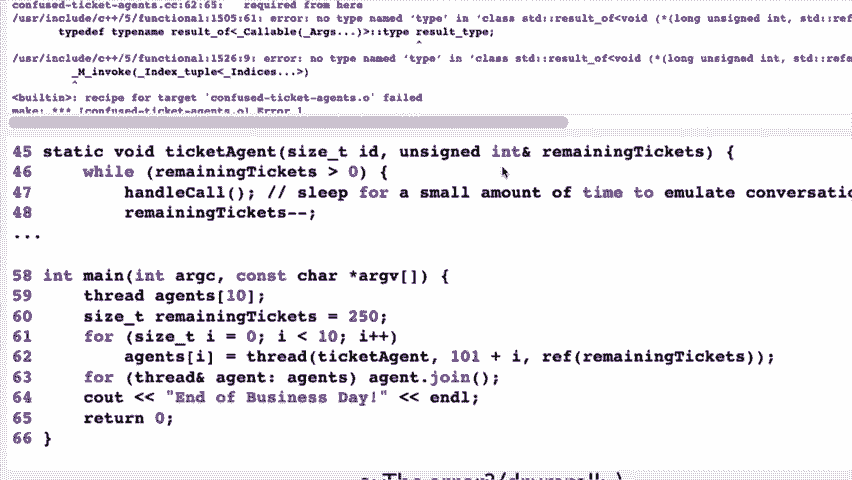 confused-ticket-agents.cc:62:65:   required from here
/usr/include/c++/5/functional:1505:61: error: no type named ‘type’ in ‘class std::result_of<void (*(long unsigned int, std::ref
typedef typename result_of<_Callable(_Args...)>::type result_type;
^
/usr/include/c++/5/functional:1526:9: error: no type named ‘type’ in ‘class std::result_of<void (*(long unsigned int, std::refe
_M_invoke(_Index_tuple<_Indices...>)
^
<builtin>: recipe for target 'confused-ticket-agents.o' failed
make: *** [confused-ticket-agents.o] Error 1
45 static void ticketAgent(size_t id, unsigned int& remainingTickets) {
46     while (remainingTickets > 0) {
47         handleCall(); // sleep for a small amount of time to emulate conversatio
48         remainingTickets--;
...
58 int main(int argc, const char *argv[]) {
59     thread agents[10];
60     size_t remainingTickets = 250;
61     for (size_t i = 0; i < 10; i++)
62         agents[i] = thread(ticketAgent, 101 + i, ref(remainingTickets));
63     for (thread& agent: agents) agent.join();
64     cout << "End of Business Day!" << endl;
65     return 0;
66 }